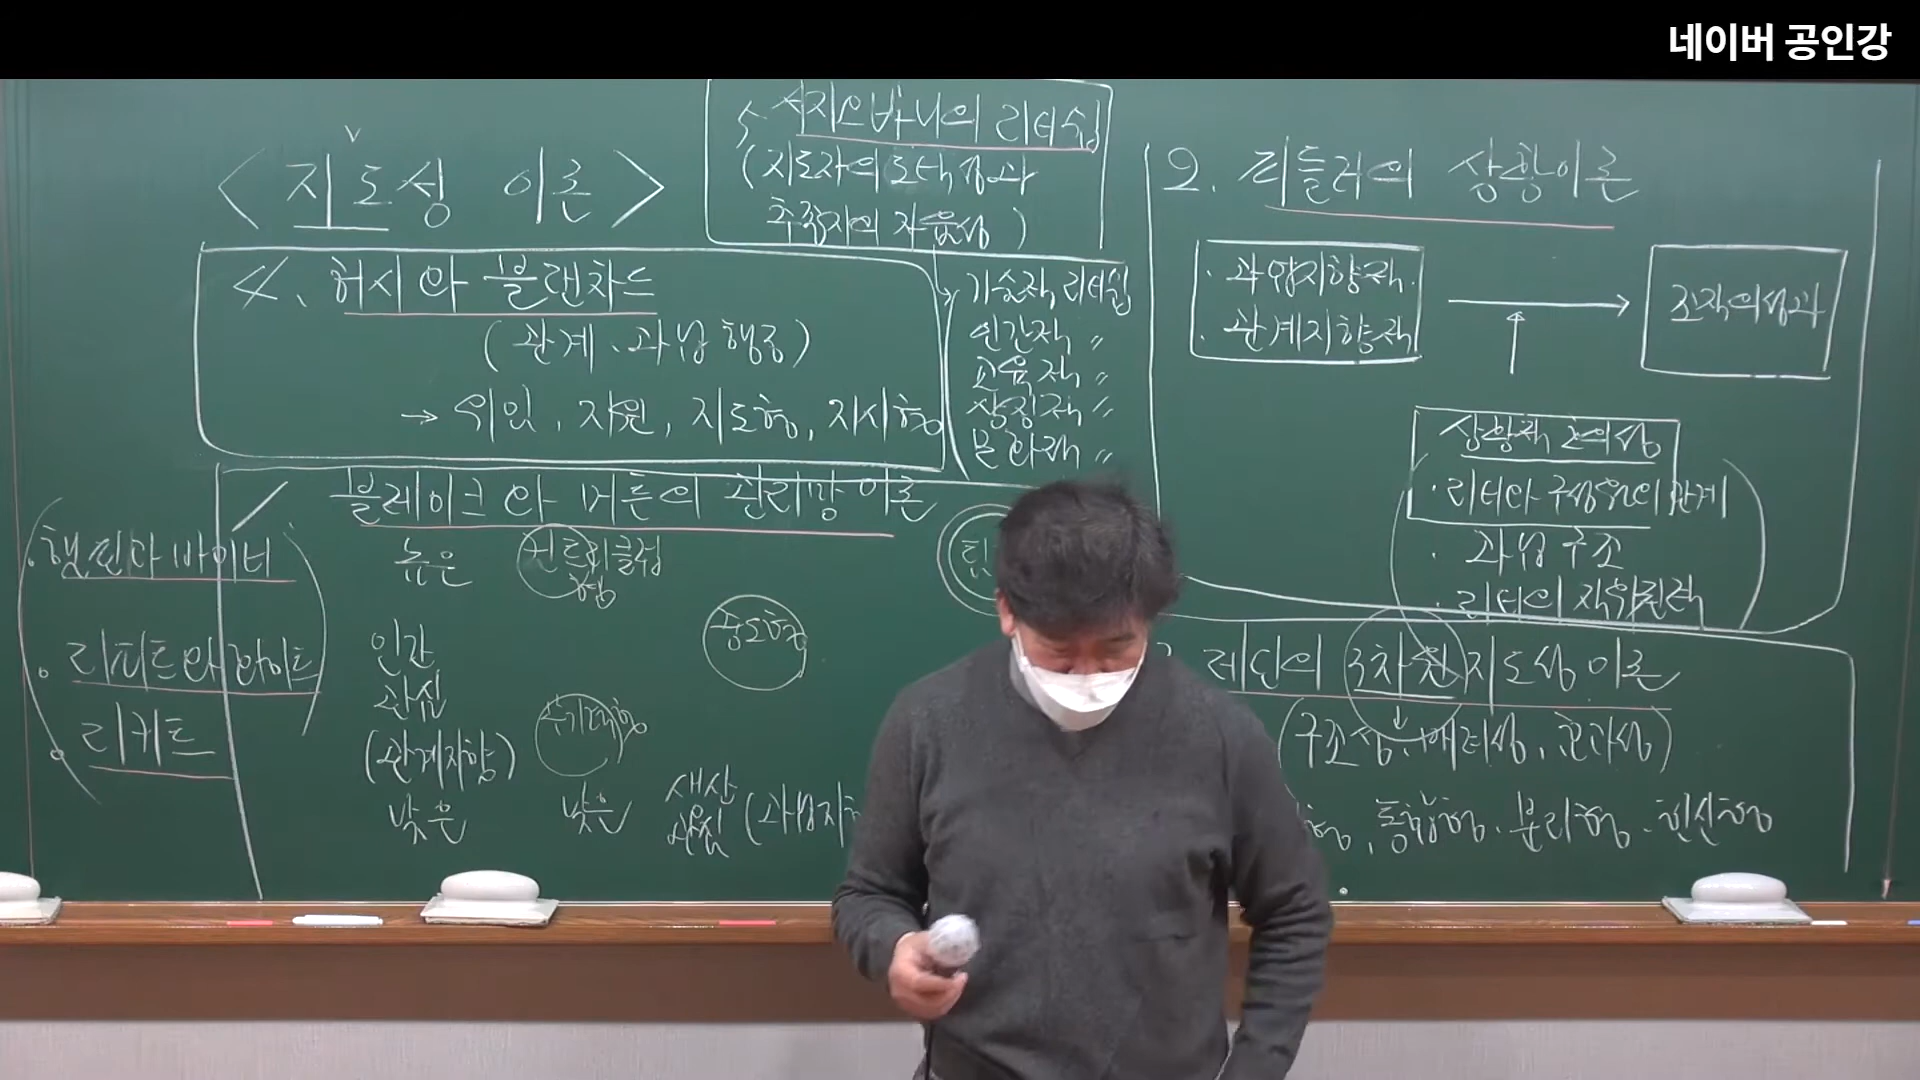 네이버 공인강
<지도성 이론>
5. 서지오바니의 리더쉽
(지도자의 도덕성과
추종자의 자율성)
4. 허시와 블랜차드
(관계、과업행동)
→ 위임, 지원, 지도형, 지시형
기술적 리더쉽
인간적 〃
교육적 〃
상징적 〃
문화적 〃
블레이크와 머튼의 관리망 이론
높은 컨트리클럽
형
중도형
인간
관심
(관계지향)
낮은 낮은
생산
관심
· 핼핀과 바이너
· 리피트와 화이트
리커트
2. 피들러의 상황이론
· 과업지향적
· 관계지향적
조직의 성과
상황적 호의성
· 리더와 구성원의 관계
· 과업구조
· 리더의 지위권력
레딘의 3차원 지도성 이론
(구조성, 배려성, 효과성)
통합형. 분리형. 헌신형